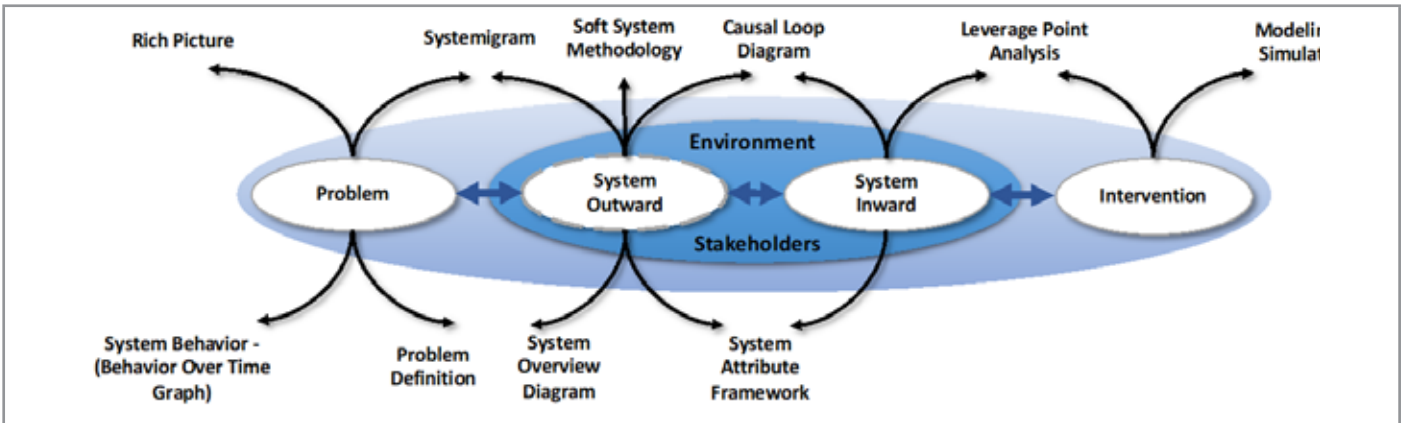 Rich Picture
Systemigram
Soft System
Methodology
Causal Loop
Diagram
Leverage Point
Analysis
Environment
Problem
System
Outward
System
Inward
Intervention
Stakeholders
System Behavior -
(Behavior Over Time
Graph)
Problem
Definition
System
Overview
Diagram
System
Attribute
Framework